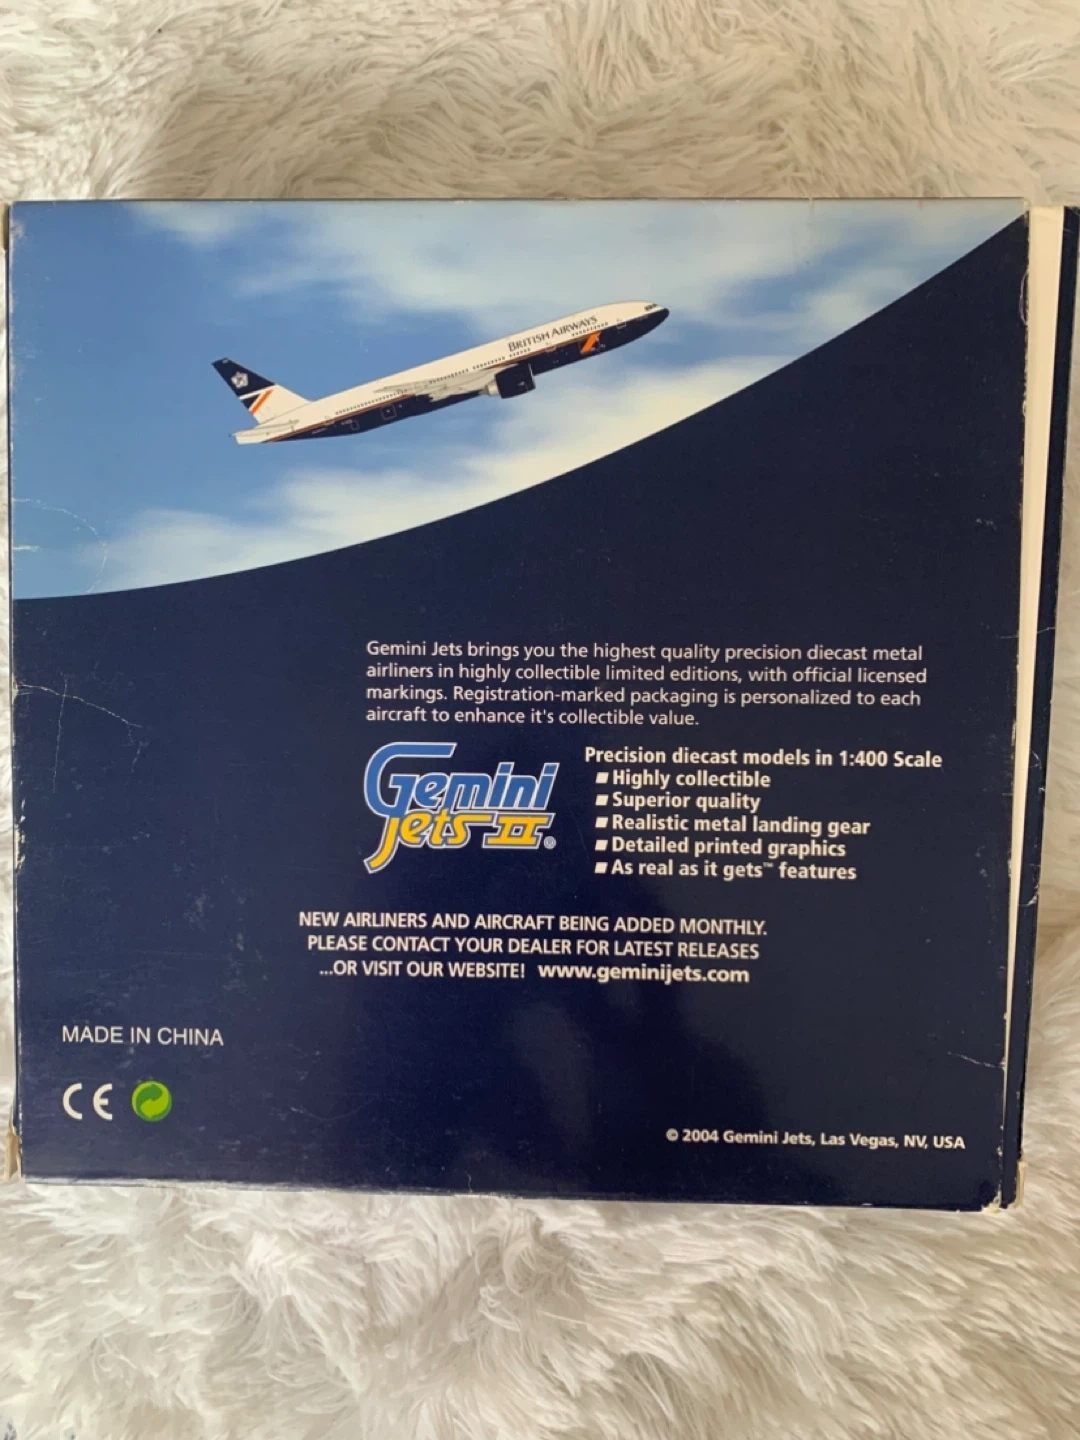 BRITISH AIRWAYS
Gemini Jets brings you the highest quality precision diecast metal
airliners in highly collectible limited editions, with official licensed
markings. Registration-marked packaging is personalized to each
aircraft to enhance it's collectible value.
Gemini
Jets II®
Precision diecast models in 1:400 Scale
■ Highly collectible
■ Superior quality
■ Realistic metal landing gear
■ Detailed printed graphics
■ As real as it gets™ features
NEW AIRLINERS AND AIRCRAFT BEING ADDED MONTHLY.
PLEASE CONTACT YOUR DEALER FOR LATEST RELEASES
...OR VISIT OUR WEBSITE! www.geminijets.com
MADE IN CHINA
CE
© 2004 Gemini Jets, Las Vegas, NV, USA